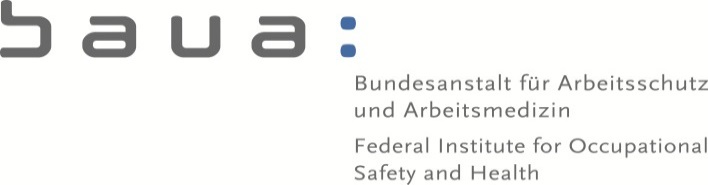 baua:
Bundesanstalt für Arbeitsschutz
und Arbeitsmedizin
Federal Institute for Occupational
Safety and Health